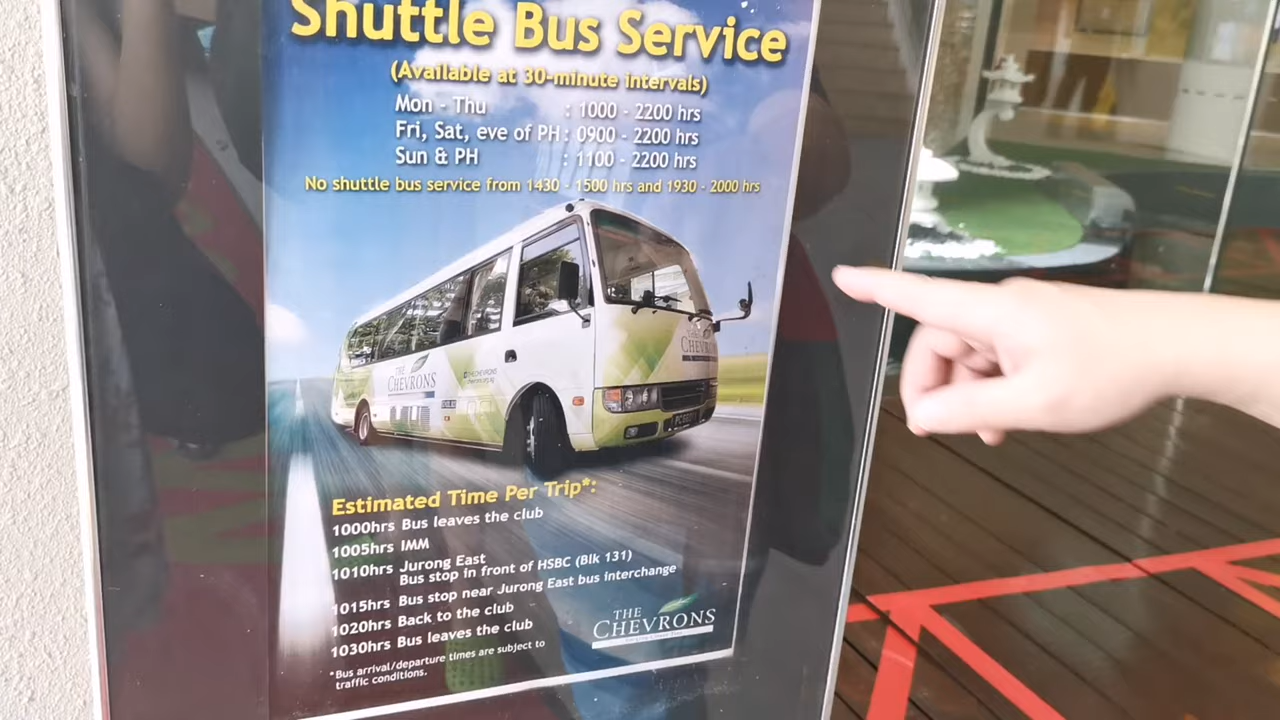 Shuttle Bus Service
(Available at 30-minute intervals)
Mon - Thu : 1000 - 2200 hrs
Fri, Sat, eve of PH : 0900 - 2200 hrs
Sun & PH : 1100 - 2200 hrs
No shuttle bus service from 1430 - 1500 hrs and 1930 - 2000 hrs
THE
CHEVRONS
THE
CHEVRONS
Estimated Time Per Trip*:
1000hrs Bus leaves the club
1005hrs IMM
1010hrs Jurong East
Bus stop in front of HSBC (Blk 131)
1015hrs Bus stop near Jurong East bus interchange
1020hrs Back to the club
1030hrs Bus leaves the club
*Bus arrival/departure times are subject to
traffic conditions.
THE
CHEVRONS